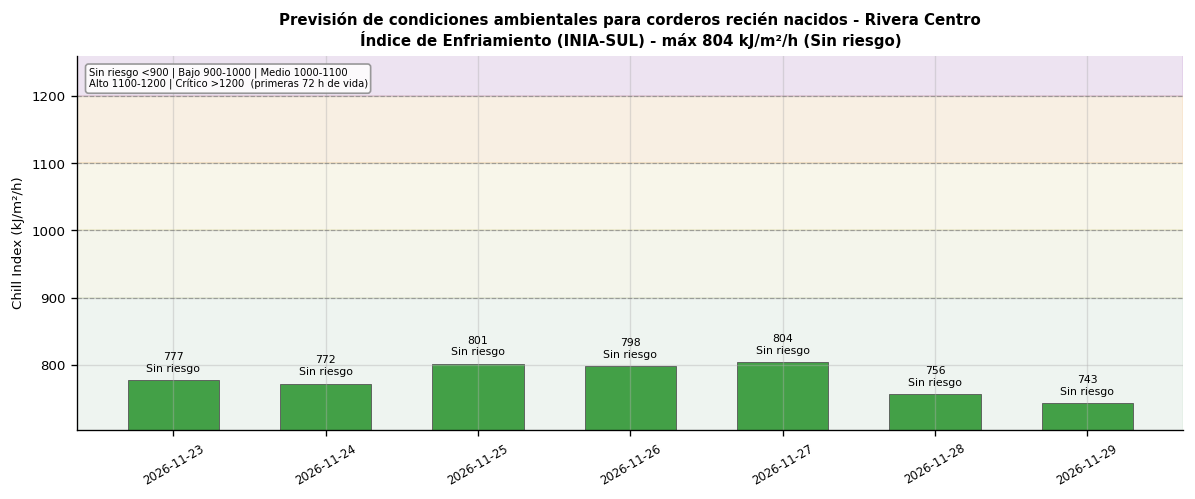 Previsión de condiciones ambientales para corderos recién nacidos - Rivera Centro
Índice de Enfriamiento (INIA-SUL) - máx 804 kJ/m²/h (Sin riesgo)
Sin riesgo <900 | Bajo 900-1000 | Medio 1000-1100
Alto 1100-1200 | Crítico >1200  (primeras 72 h de vida)
Chill Index (kJ/m²/h)
1200
1100
1000
900
800
777
Sin riesgo
772
Sin riesgo
801
Sin riesgo
798
Sin riesgo
804
Sin riesgo
756
Sin riesgo
743
Sin riesgo
2026-11-23
2026-11-24
2026-11-25
2026-11-26
2026-11-27
2026-11-28
2026-11-29